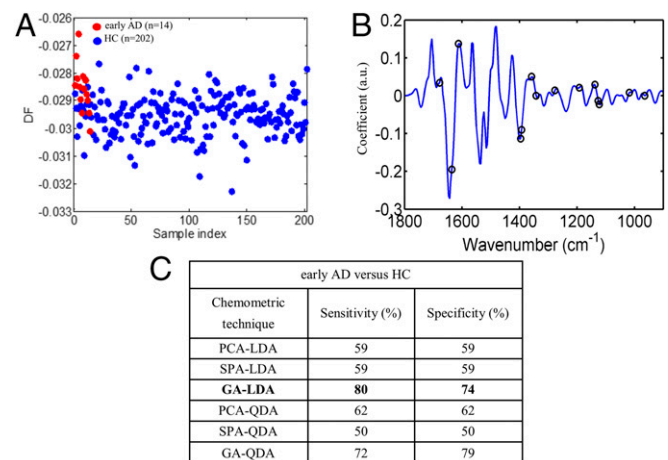 A
early AD (n=14)
HC (n=202)
-0.026
-0.027
-0.028
-0.029
-0.03
-0.031
-0.032
-0.033
DF
0 50 100 150 200
Sample index
B
0.2
0.1
0
-0.1
-0.2
-0.3
Coefficient (a.u.)
1800 1600 1400 1200 1000
Wavenumber (cm-1)
C
early AD versus HC
Chemometric technique Sensitivity (%) Specificity (%)
PCA-LDA 59 59
SPA-LDA 59 59
GA-LDA 80 74
PCA-QDA 62 62
SPA-QDA 50 50
GA-QDA 72 79